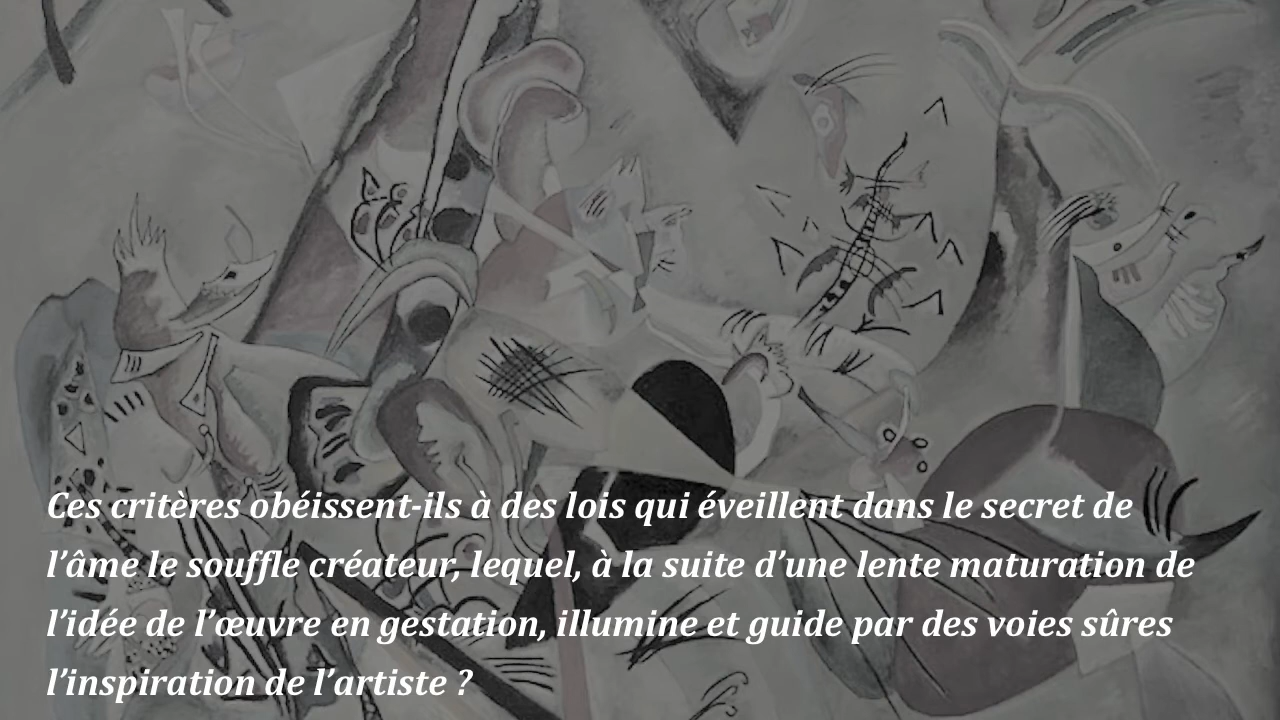 Ces critères obéissent-ils à des lois qui éveillent dans le secret de
l’âme le souffle créateur, lequel, à la suite d’une lente maturation de
l’idée de l’œuvre en gestation, illumine et guide par des voies sûres
l’inspiration de l’artiste ?